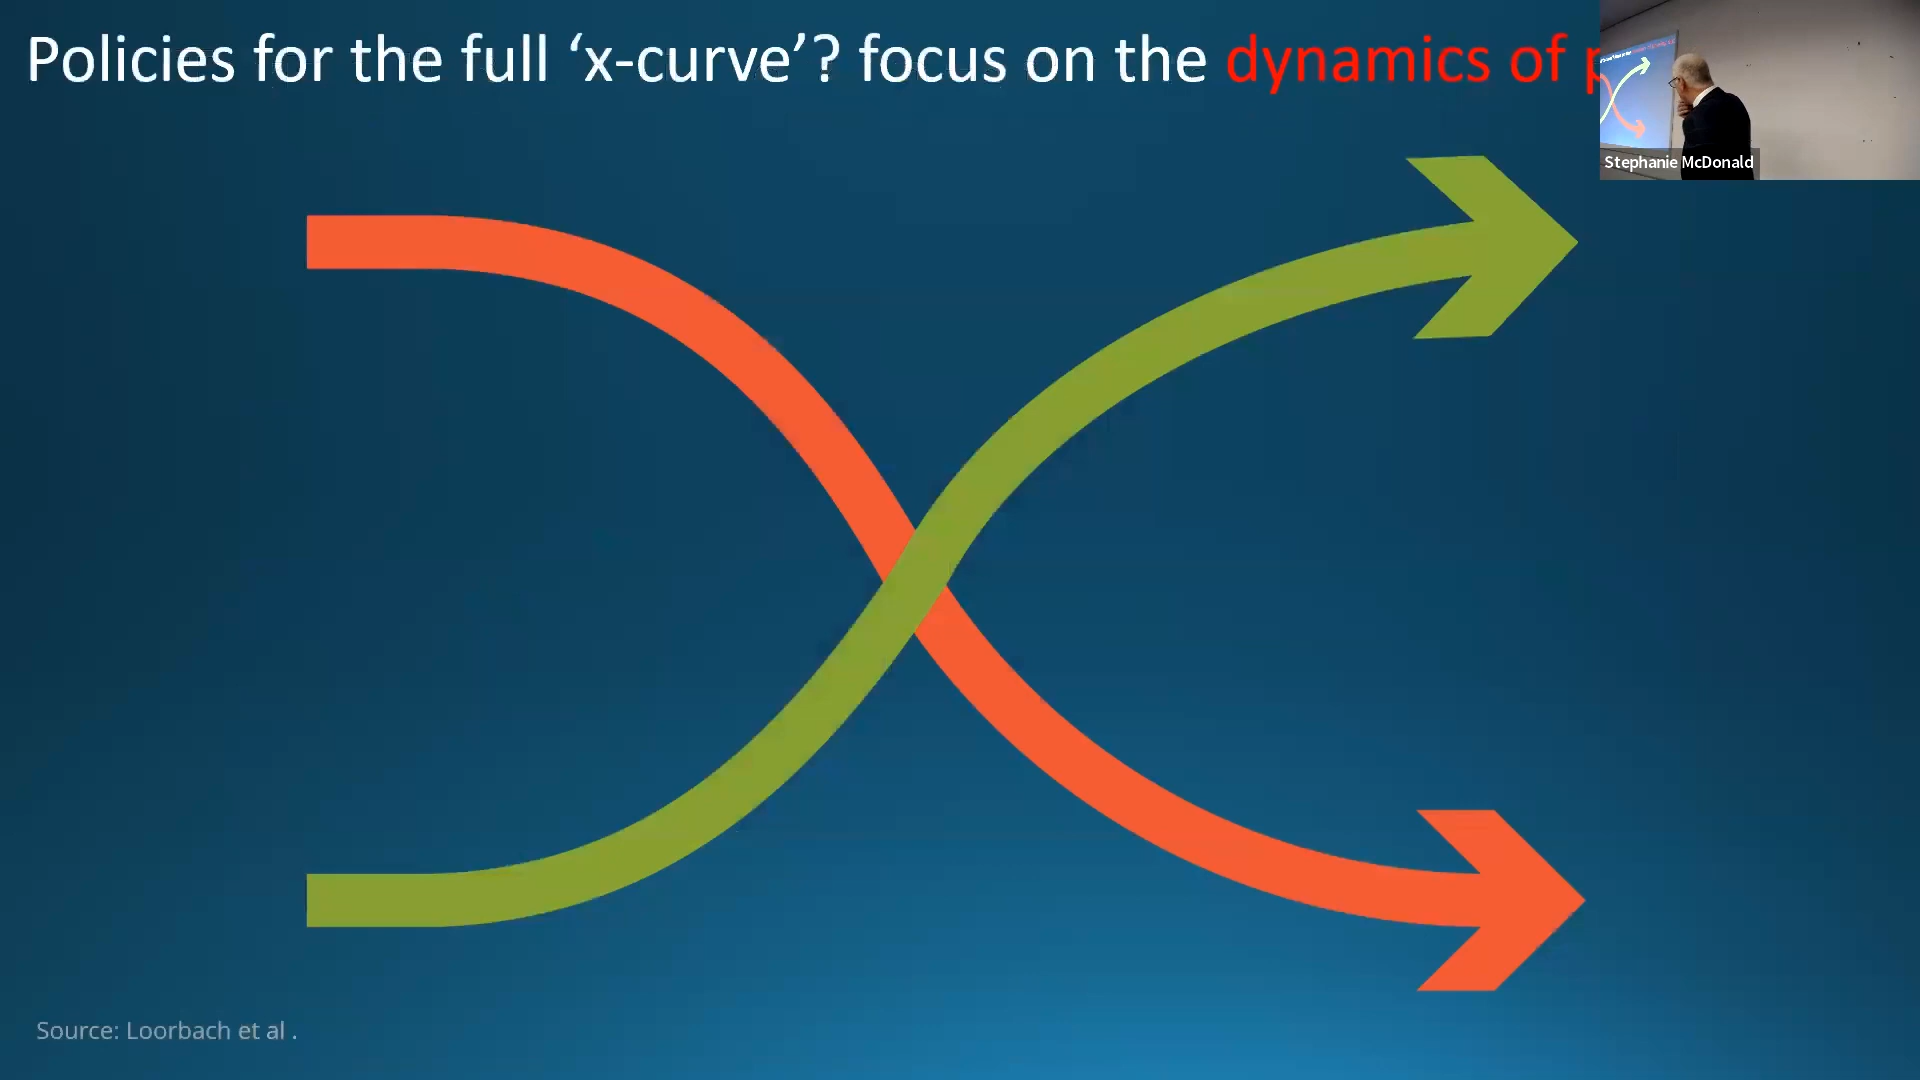 Policies for the full ‘x-curve’? focus on the dynamics of
Stephanie McDonald
Source: Loorbach et al .